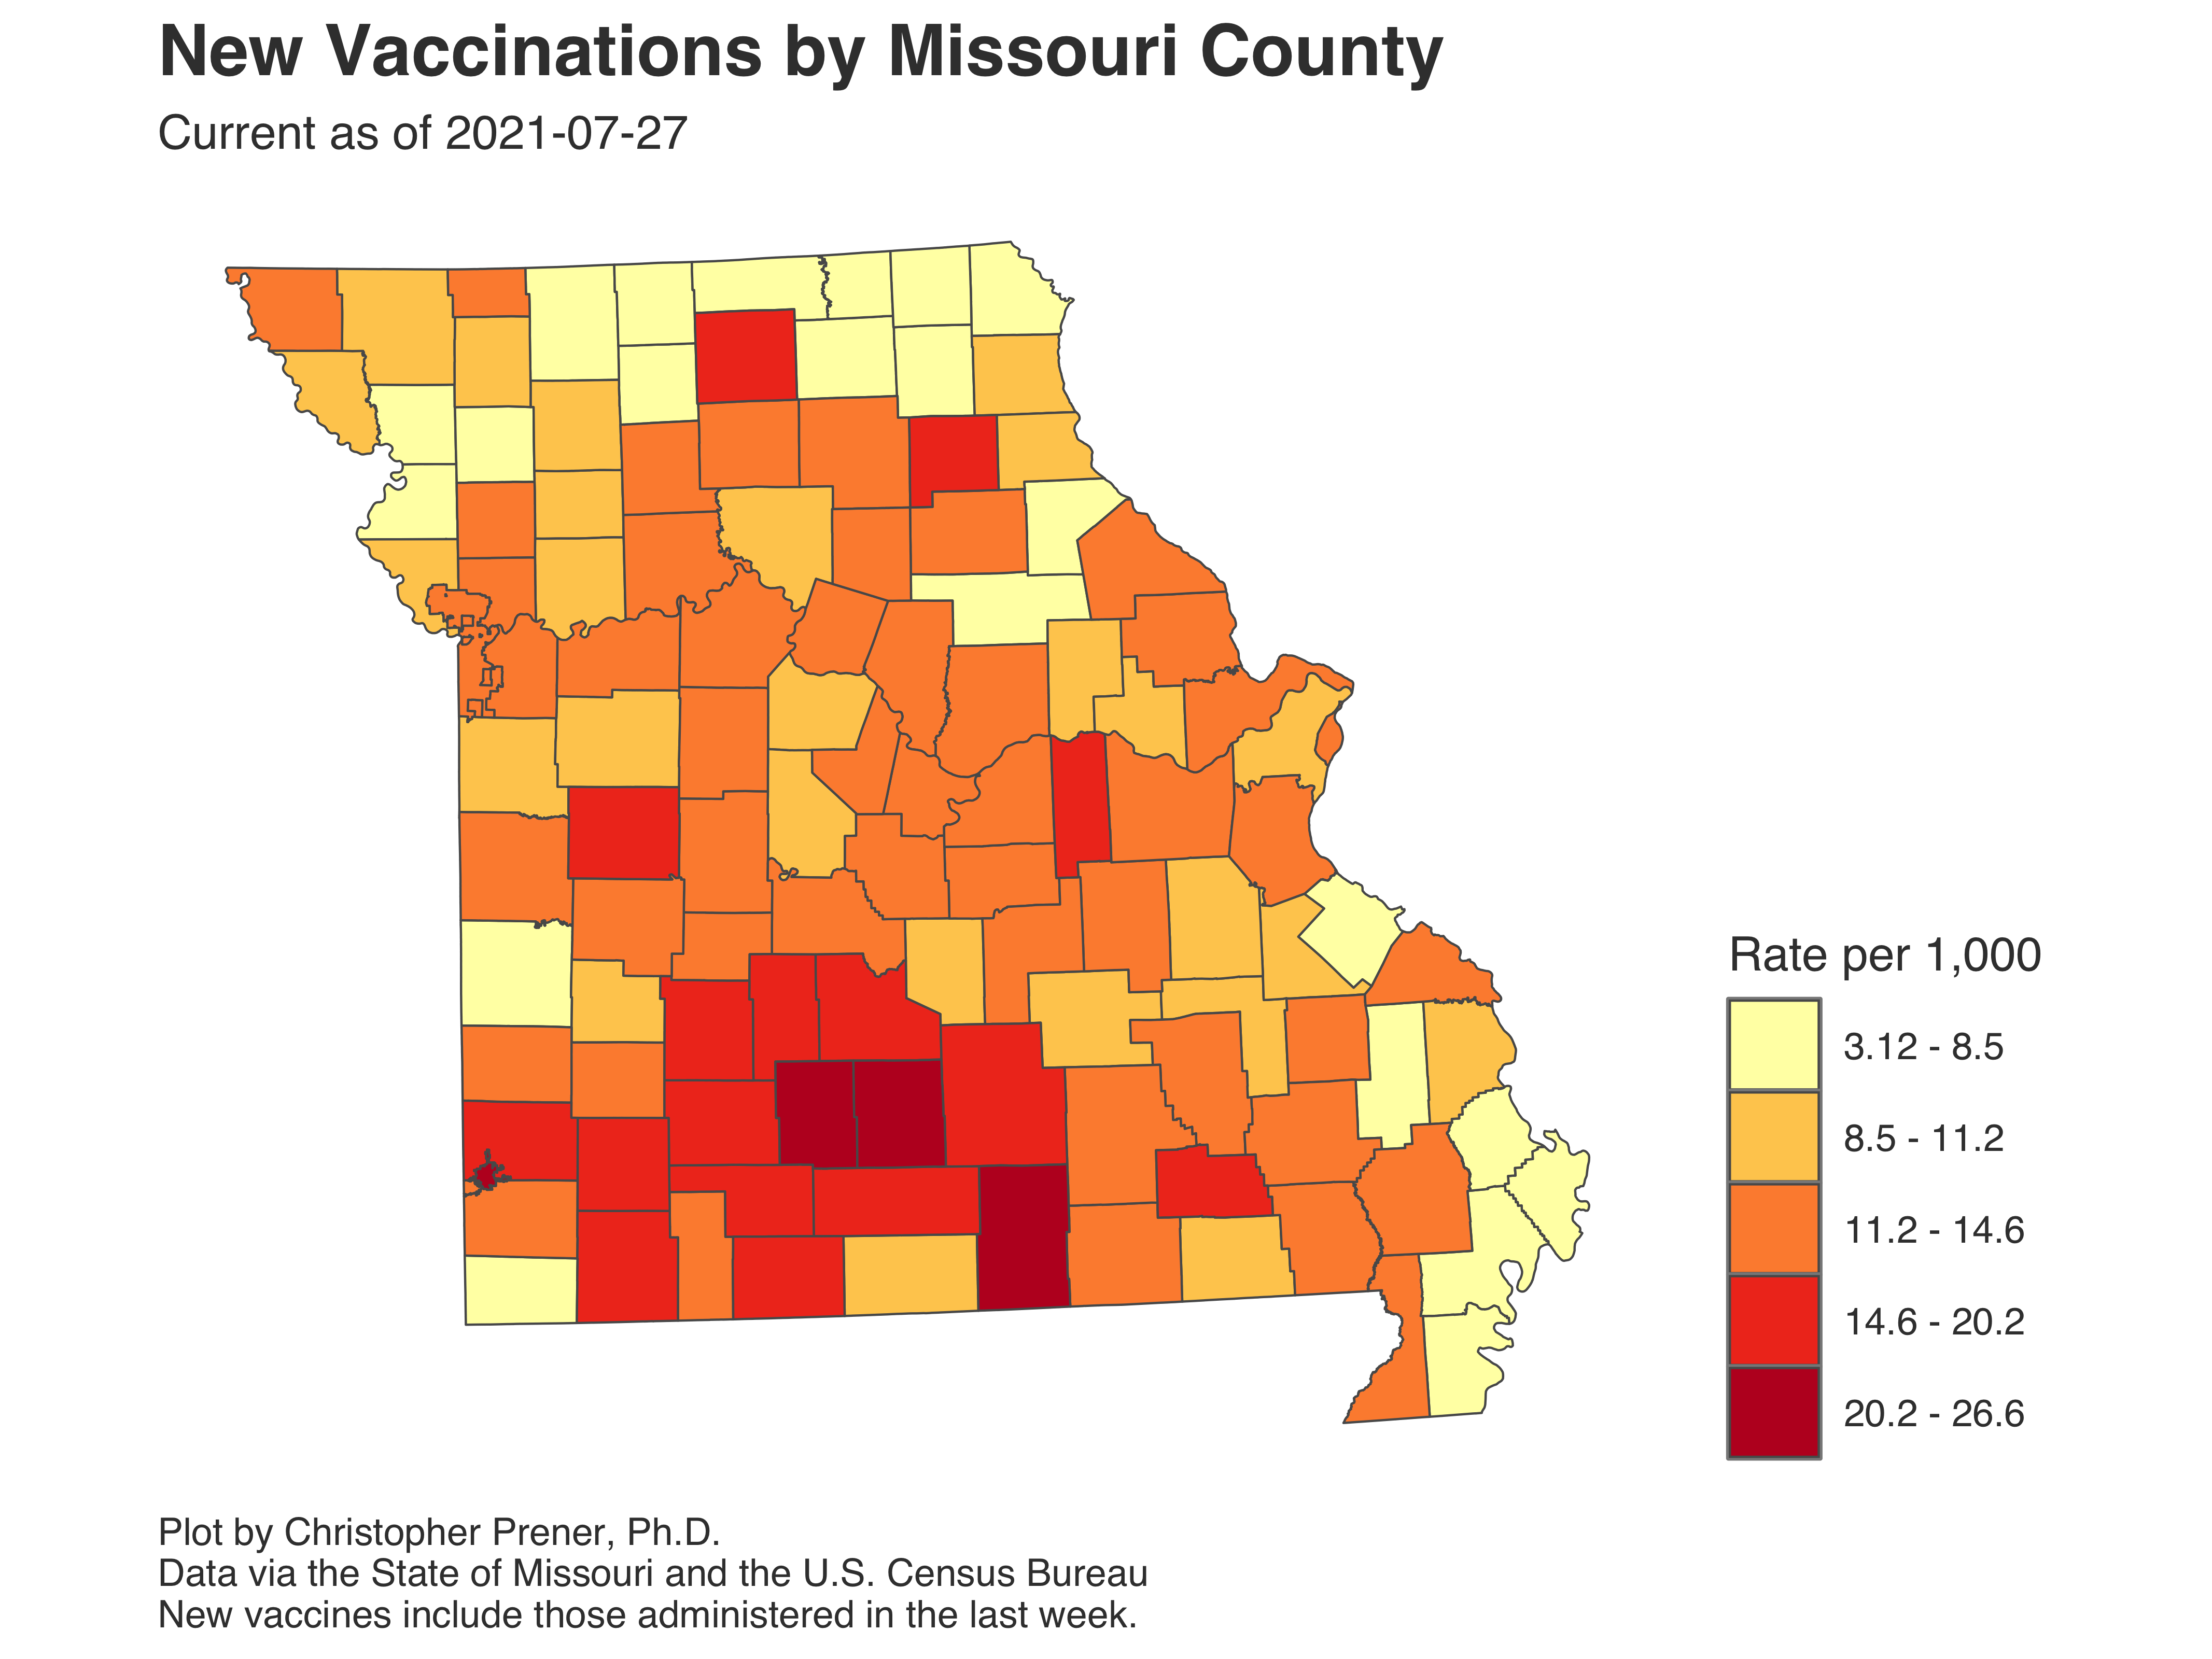 New Vaccinations by Missouri County
Current as of 2021-07-27
Rate per 1,000
3.12 - 8.5
8.5 - 11.2
11.2 - 14.6
14.6 - 20.2
20.2 - 26.6
Plot by Christopher Prener, Ph.D.
Data via the State of Missouri and the U.S. Census Bureau
New vaccines include those administered in the last week.